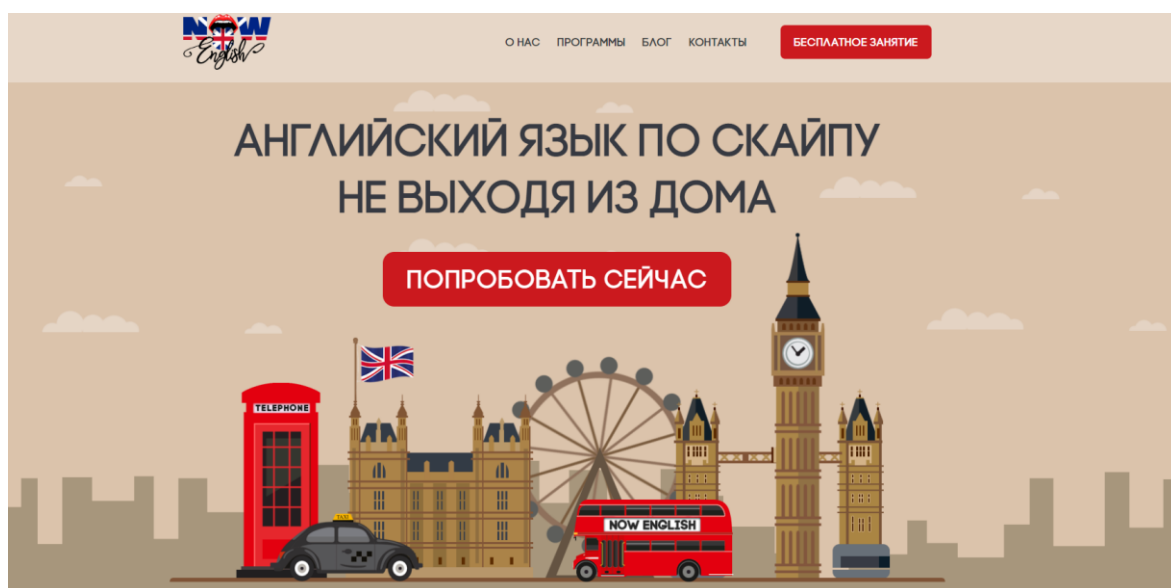 NOW
English
О НАС ПРОГРАММЫ БЛОГ КОНТАКТЫ БЕСПЛАТНОЕ ЗАНЯТИЕ
АНГЛИЙСКИЙ ЯЗЫК ПО СКАЙПУ
НЕ ВЫХОДЯ ИЗ ДОМА
ПОПРОБОВАТЬ СЕЙЧАС
TELEPHONE
TAXI
NOW ENGLISH